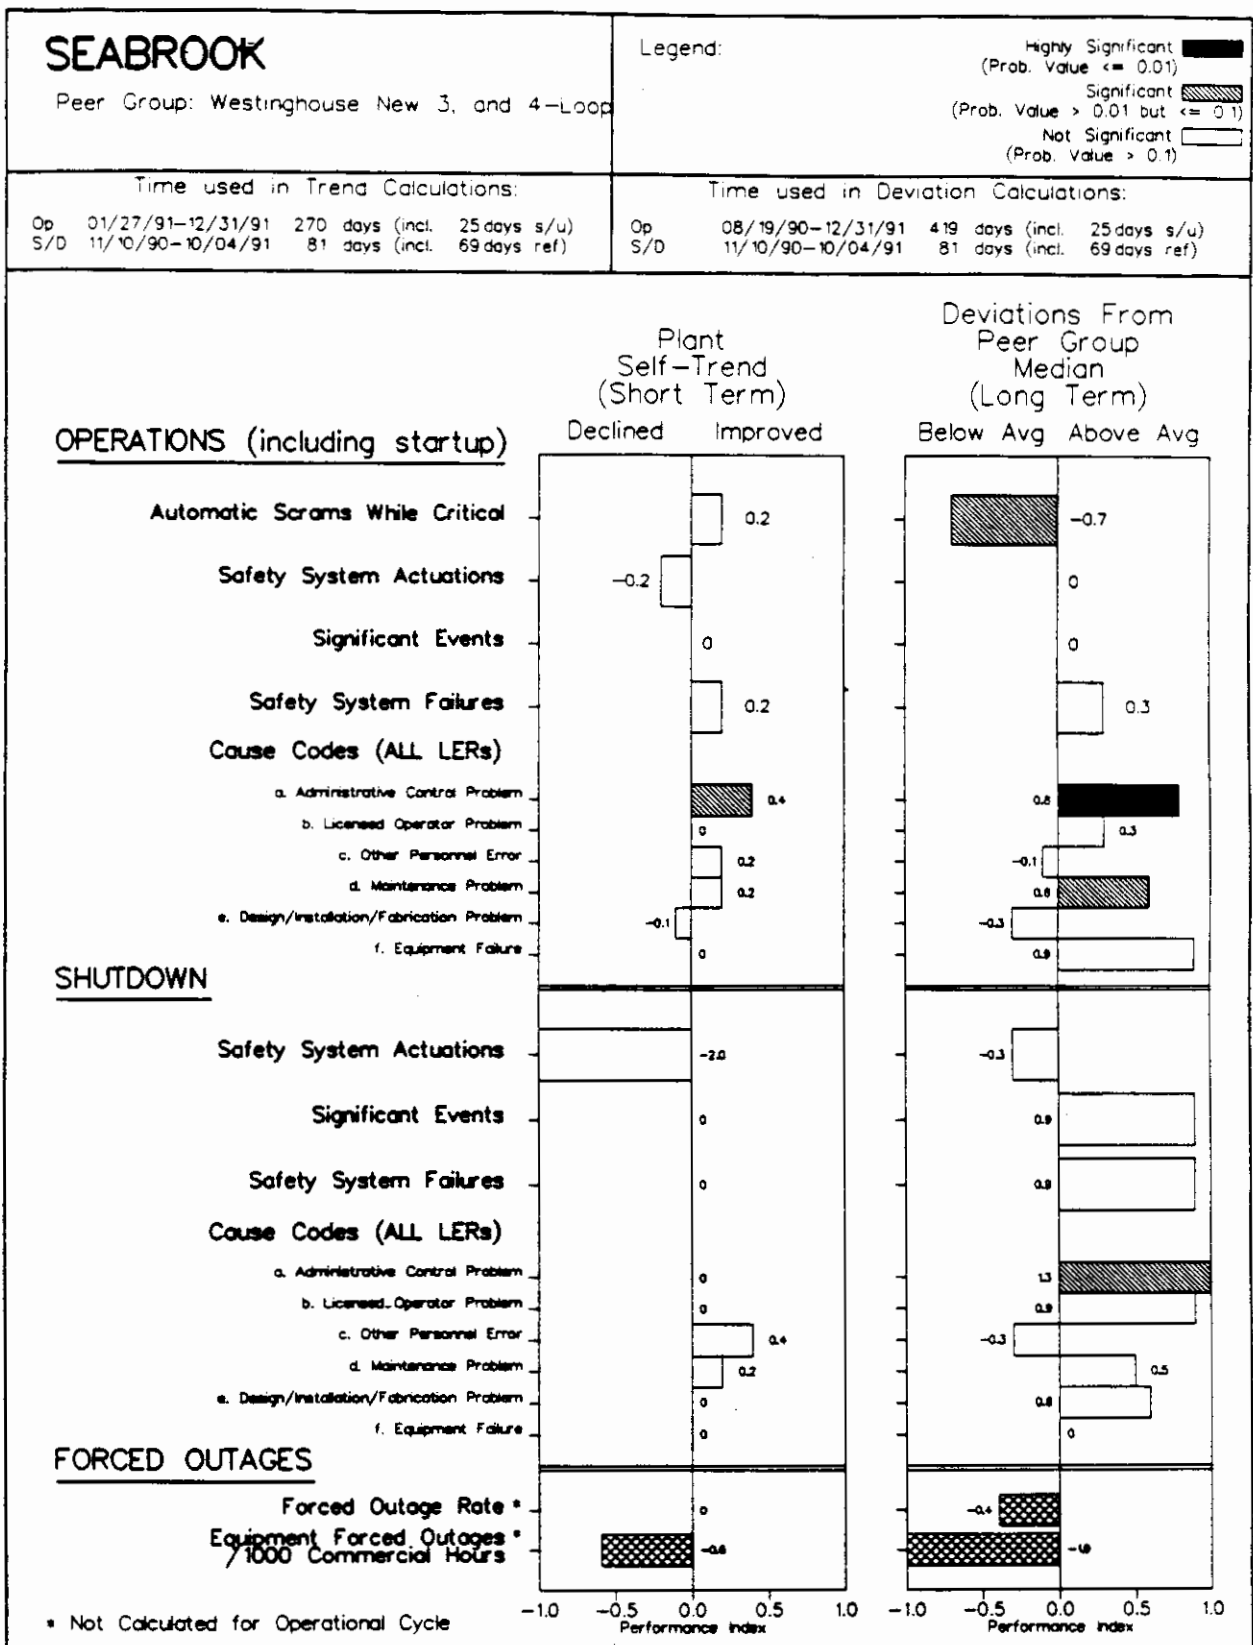 SEABROOK
Peer Group: Westinghouse New 3, and 4-Loop
Legend:
Highly Significant
(Prob. Value <= 0.01)
Significant
(Prob. Value > 0.01 but <= 0.1)
Not Significant
(Prob. Value > 0.1)
Time used in Trend Calculations:
Op 01/27/91-12/31/91 270 days (incl. 25 days s/u)
S/D 11/10/90-10/04/91 81 days (incl. 69 days ref)
Time used in Deviation Calculations:
Op 08/19/90-12/31/91 419 days (incl. 25 days s/u)
S/D 11/10/90-10/04/91 81 days (incl. 69 days ref)
Plant
Self-Trend
(Short Term)
Declined Improved
Deviations From
Peer Group
Median
(Long Term)
Below Avg Above Avg
OPERATIONS (including startup)
Automatic Scrams While Critical 0.2 -0.7
Safety System Actuations -0.2 0
Significant Events 0 0
Safety System Failures 0.2 0.3
Cause Codes (ALL LERs)
a. Administrative Control Problem 0.4 0.8
b. Licensed Operator Problem 0 0.3
c. Other Personnel Error 0.2 -0.1
d. Maintenance Problem 0.2
e. Design/Installation/Fabrication Problem -0.1 -0.3
f. Equipment Failure 0 0.9
SHUTDOWN
Safety System Actuations -2.0 -0.3
Significant Events 0 0.9
Safety System Failures 0 0.9
Cause Codes (ALL LERs)
a. Administrative Control Problem 0 1.3
b. Licensed Operator Problem 0 0.9
c. Other Personnel Error 0.4 -0.3
d. Maintenance Problem 0.2 0.5
e. Design/Installation/Fabrication Problem 0
f. Equipment Failure 0 0
FORCED OUTAGES
Forced Outage Rate * 0 -0.4
Equipment Forced Outages *
/1000 Commercial Hours -0.6
* Not Calculated for Operational Cycle
-1.0 -0.5 0.0 0.5 1.0
Performance Index
-1.0 -0.5 0.0 0.5 1.0
Performance Index